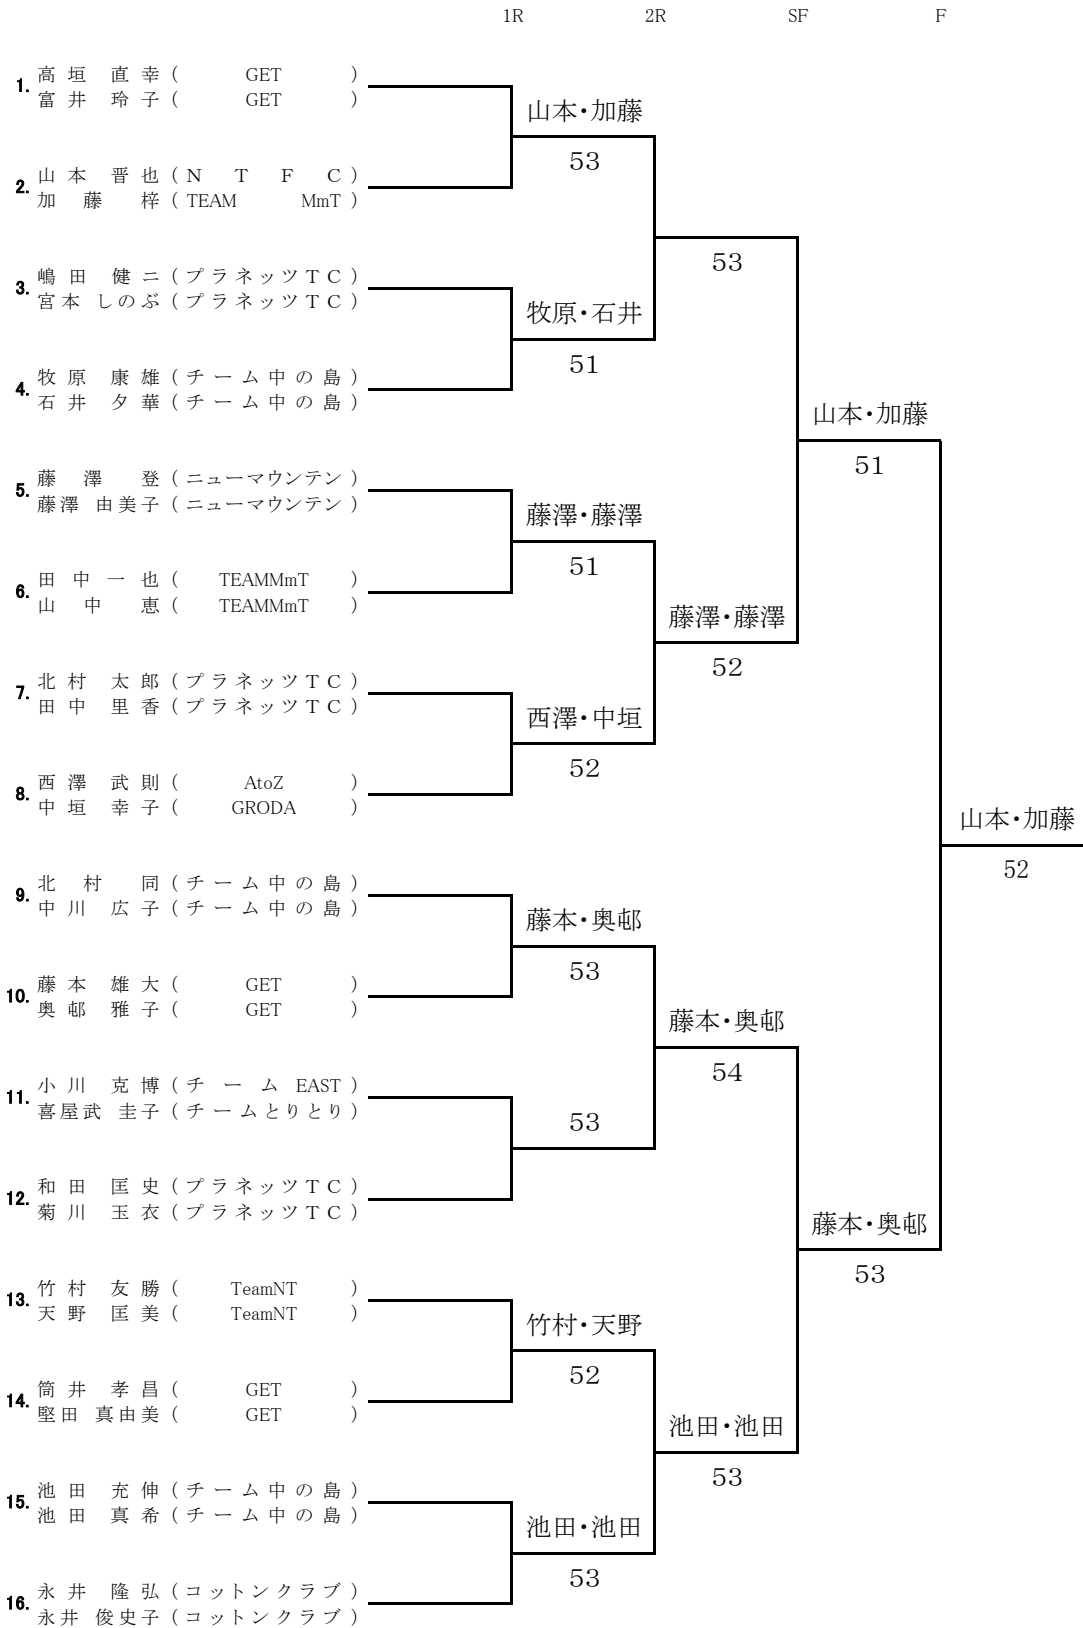 1R 2R SF F
1. 高垣 直幸 ( GET )
富井 玲子 ( GET )
山本・加藤
53
2. 山本 晋也 ( N T F C )
加藤 梓 ( TEAM MmT )
53
3. 嶋田 健二 ( プラネッツTC )
宮本 しのぶ ( プラネッツTC )
牧原・石井
51
4. 牧原 康雄 ( チーム中の島 )
石井 夕華 ( チーム中の島 )
山本・加藤
51
5. 藤澤 登 ( ニューマウンテン )
藤澤 由美子 ( ニューマウンテン )
藤澤・藤澤
51
6. 田中一也 ( TEAMMmT )
山中 恵 ( TEAMMmT )
藤澤・藤澤
52
7. 北村 太郎 ( プラネッツTC )
田中 里香 ( プラネッツTC )
西澤・中垣
52
8. 西澤 武則 ( AtoZ )
中垣 幸子 ( GRODA )
山本・加藤
52
9. 北村 同 ( チーム中の島 )
中川 広子 ( チーム中の島 )
藤本・奥邨
53
10. 藤本 雄大 ( GET )
奥邨 雅子 ( GET )
藤本・奥邨
54
11. 小川 克博 ( チーム EAST )
喜屋武 圭子 ( チームとりとり )
53
12. 和田 匡史 ( プラネッツTC )
菊川 玉衣 ( プラネッツTC )
藤本・奥邨
53
13. 竹村 友勝 ( TeamNT )
天野 匡美 ( TeamNT )
竹村・天野
52
14. 筒井 孝昌 ( GET )
堅田 真由美 ( GET )
池田・池田
53
15. 池田 充伸 ( チーム中の島 )
池田 真希 ( チーム中の島 )
池田・池田
53
16. 永井 隆弘 ( コットンクラブ )
永井 俊史子 ( コットンクラブ )